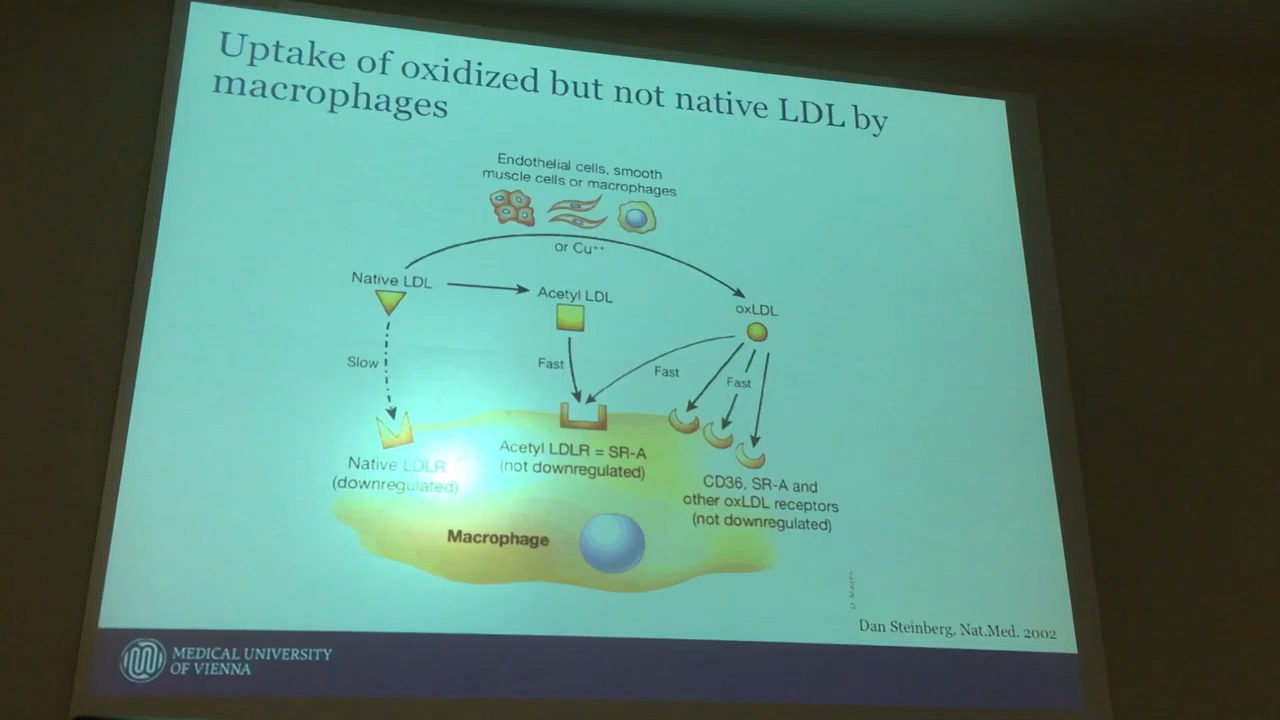 Uptake of oxidized but not native LDL by
macrophages
Endothelial cells, smooth
muscle cells or macrophages
or Cu⁺⁺
Native LDL
Acetyl LDL
oxLDL
Slow
Fast
Fast
Fast
Native LDLR
(downregulated)
Acetyl LDLR = SR-A
(not downregulated)
CD36, SR-A and
other oxLDL receptors
(not downregulated)
Macrophage
Dan Steinberg, Nat.Med. 2002
MEDICAL UNIVERSITY
OF VIENNA